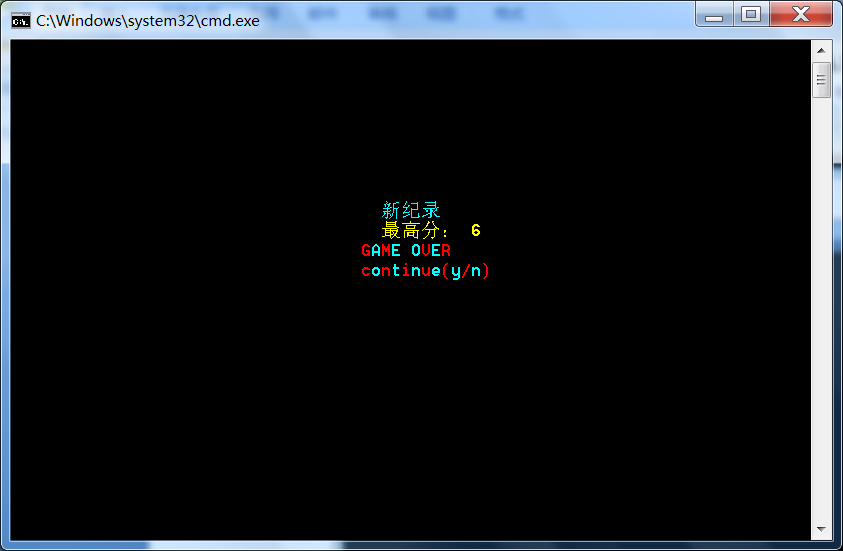 C:\Windows\system32\cmd.exe
新纪录
最高分： 6
GAME OVER
continue(y/n)